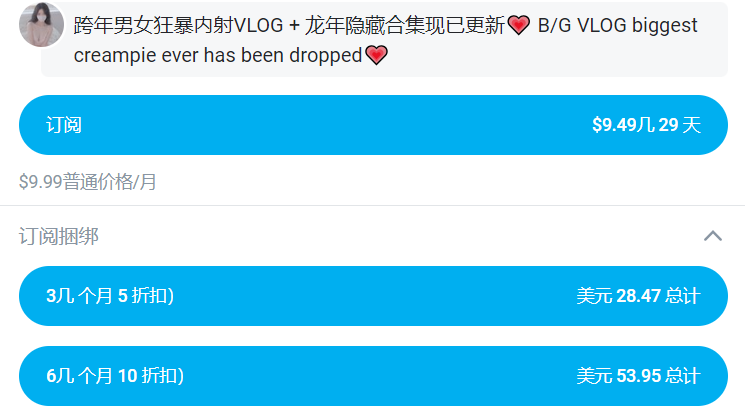 跨年男女狂暴内射VLOG + 龙年隐藏合集现已更新💗 B/G VLOG biggest
creampie ever has been dropped💗
订阅 $9.49几 29 天
$9.99普通价格/月
订阅捆绑
3几 个月 5 折扣) 美元 28.47 总计
6几 个月 10 折扣) 美元 53.95 总计